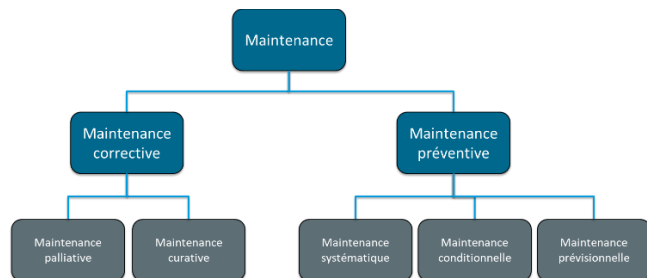 Maintenance
Maintenance
corrective
Maintenance
préventive
Maintenance
palliative
Maintenance
curative
Maintenance
systématique
Maintenance
conditionnelle
Maintenance
prévisionnelle